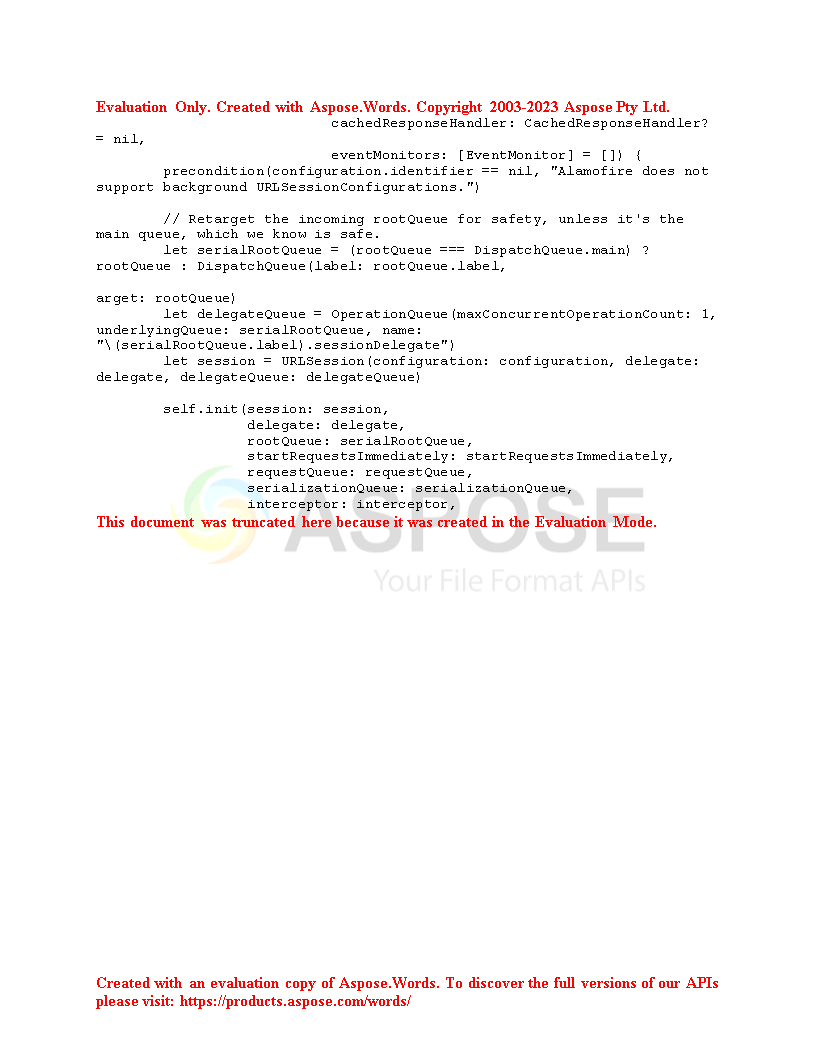 Evaluation Only. Created with Aspose.Words. Copyright 2003-2023 Aspose Pty Ltd.
                            cachedResponseHandler: CachedResponseHandler?
= nil,
                            eventMonitors: [EventMonitor] = []) {
        precondition(configuration.identifier == nil, "Alamofire does not
support background URLSessionConfigurations.")

        // Retarget the incoming rootQueue for safety, unless it's the
main queue, which we know is safe.
        let serialRootQueue = (rootQueue === DispatchQueue.main) ?
rootQueue : DispatchQueue(label: rootQueue.label,

arget: rootQueue)
        let delegateQueue = OperationQueue(maxConcurrentOperationCount: 1,
underlyingQueue: serialRootQueue, name:
"\(serialRootQueue.label).sessionDelegate")
        let session = URLSession(configuration: configuration, delegate:
delegate, delegateQueue: delegateQueue)

        self.init(session: session,
                  delegate: delegate,
                  rootQueue: serialRootQueue,
                  startRequestsImmediately: startRequestsImmediately,
                  requestQueue: requestQueue,
                  serializationQueue: serializationQueue,
                  interceptor: interceptor,
This document was truncated here because it was created in the Evaluation Mode.
ASPOSE
Your File Format APIs
Created with an evaluation copy of Aspose.Words. To discover the full versions of our APIs
please visit: https://products.aspose.com/words/